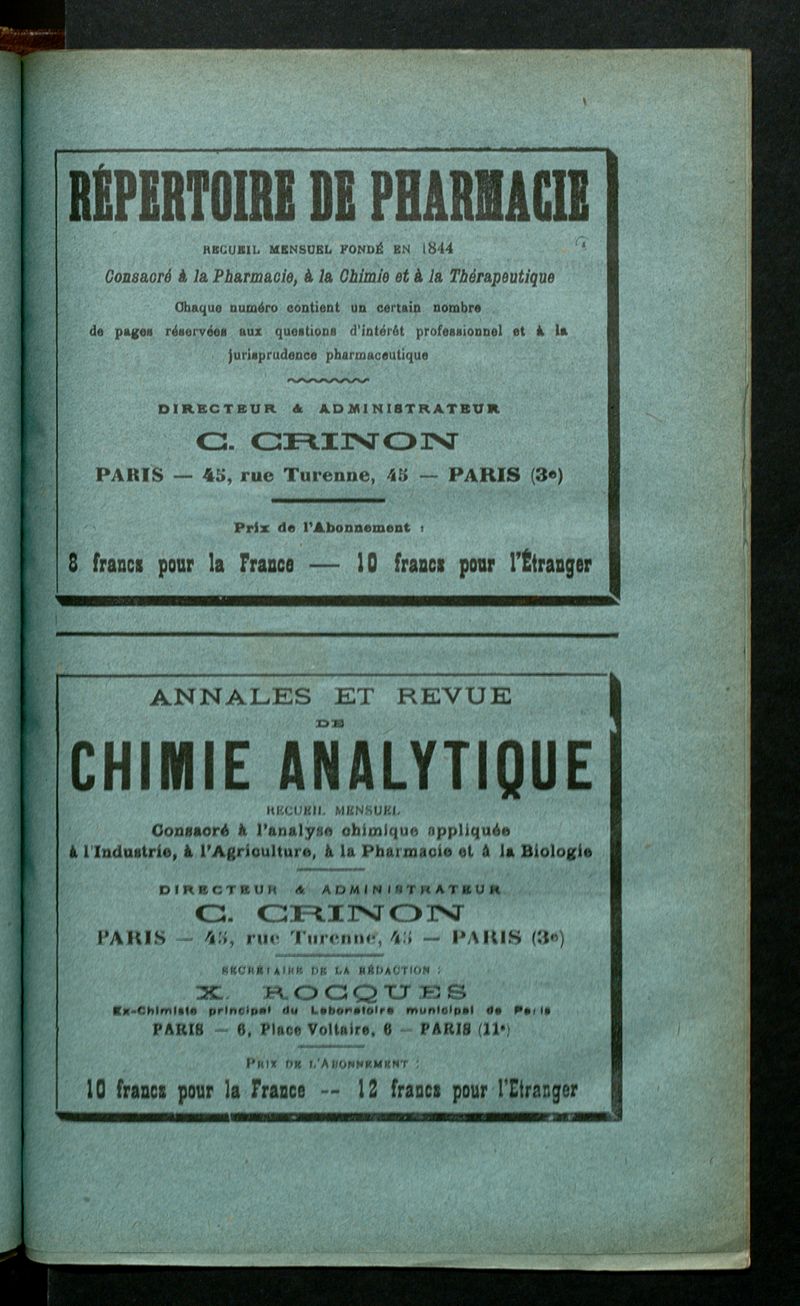 RÉPERTOIRE DE PHARMACIE
RECUEIL MENSUEL FONDÉ EN 1844
Consacré à la Pharmacie, à la Chimie et à la Thérapeutique
Chaque numéro contient un certain nombre
de pages réservées aux questions d'intérêt professionnel et à la
jurisprudence pharmaceutique
DIRECTEUR & ADMINISTRATEUR
C. CRINON
PARIS — 45, rue Turenne, 45 — PARIS (3e)
Prix de l'Abonnement :
8 francs pour la France — 10 francs pour l'Étranger
ANNALES ET REVUE
DE
CHIMIE ANALYTIQUE
RECUEIL MENSUEL
Consacré à l'analyse chimique appliquée
à l'Industrie, à l'Agriculture, à la Pharmacie et à la Biologie
DIRECTEUR & ADMINISTRATEUR
C. CRINON
PARIS — 45, rue Turenne, 45 — PARIS (3e)
SECRÉTAIRE DE LA RÉDACTION :
X. ROCQUES
Ex-Chimiste principal du Laboratoire municipal de Paris
PARIS — 6, Place Voltaire, 6 — PARIS (11e)
PRIX DE L'ABONNEMENT :
10 francs pour la France -- 12 francs pour l'Etranger